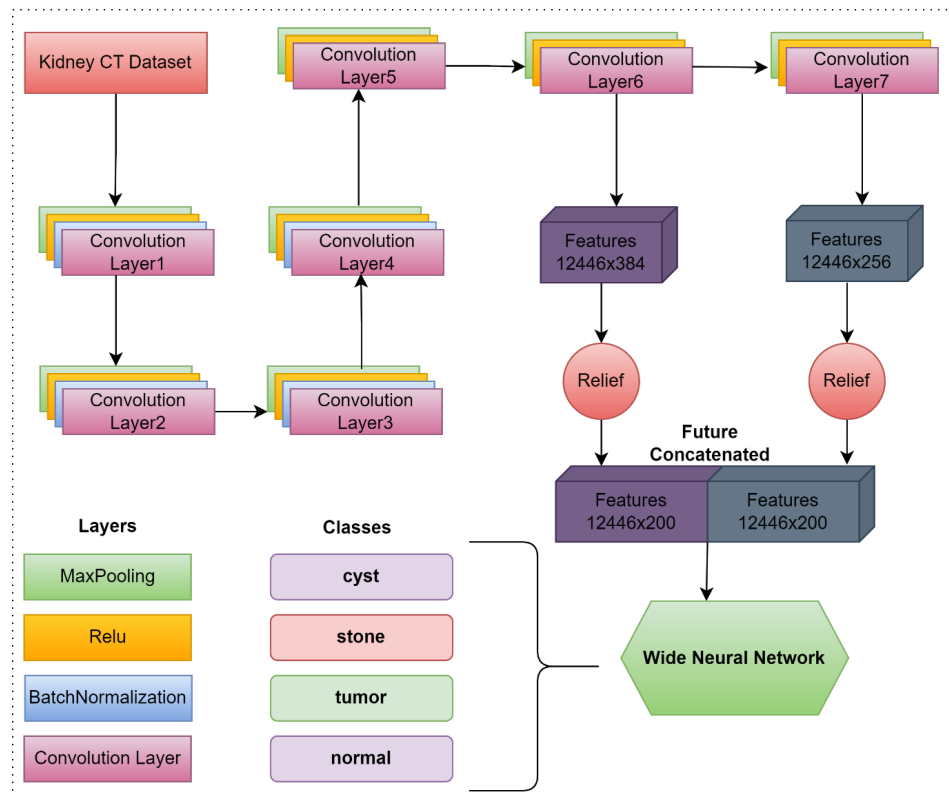 Kidney CT Dataset
Convolution
Layer5
Convolution
Layer6
Convolution
Layer7
Convolution
Layer1
Convolution
Layer4
Features
12446x384
Features
12446x256
Relief
Relief
Convolution
Layer2
Convolution
Layer3
Future
Concatenated
Features
12446x200
Features
12446x200
Layers
Classes
MaxPooling
cyst
Relu
stone
Wide Neural Network
BatchNormalization
tumor
Convolution Layer
normal